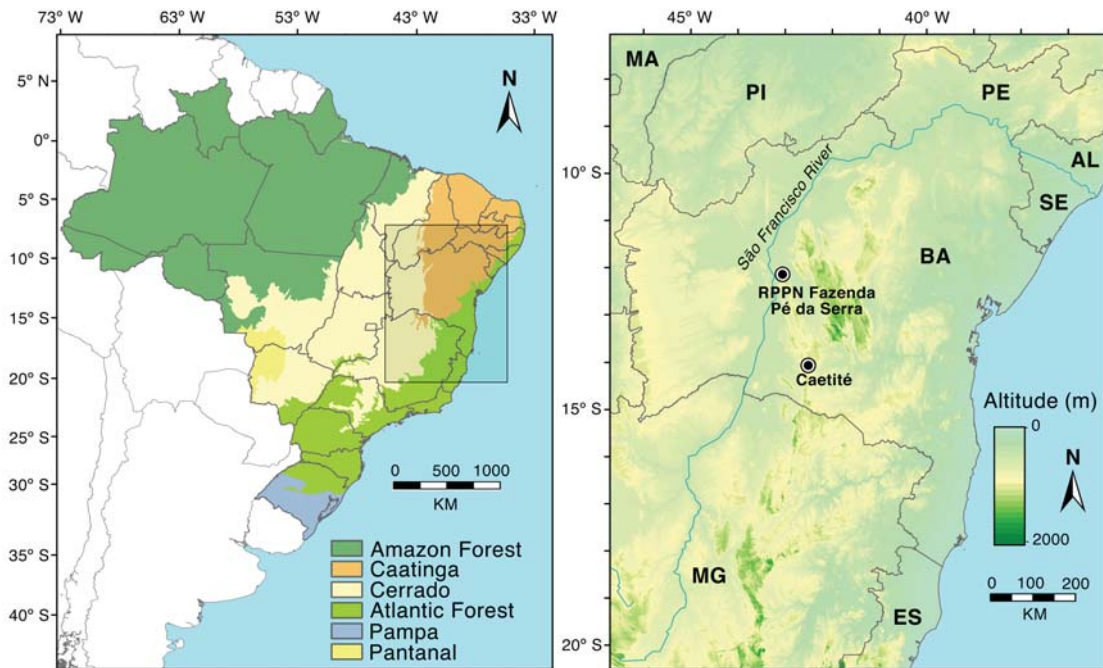 73° W 63° W 53° W 43° W 33° W
5° N
0°
5° S
10° S
15° S
20° S
25° S
30° S
35° S
40° S
N
0 500 1000
KM
Amazon Forest
Caatinga
Cerrado
Atlantic Forest
Pampa
Pantanal
45° W 40° W
10° S
15° S
20° S
MA
PI
PE
AL
SE
São Francisco River
BA
RPPN Fazenda
Pé da Serra
Caetité
Altitude (m)
0
2000
N
0 100 200
KM
MG
ES